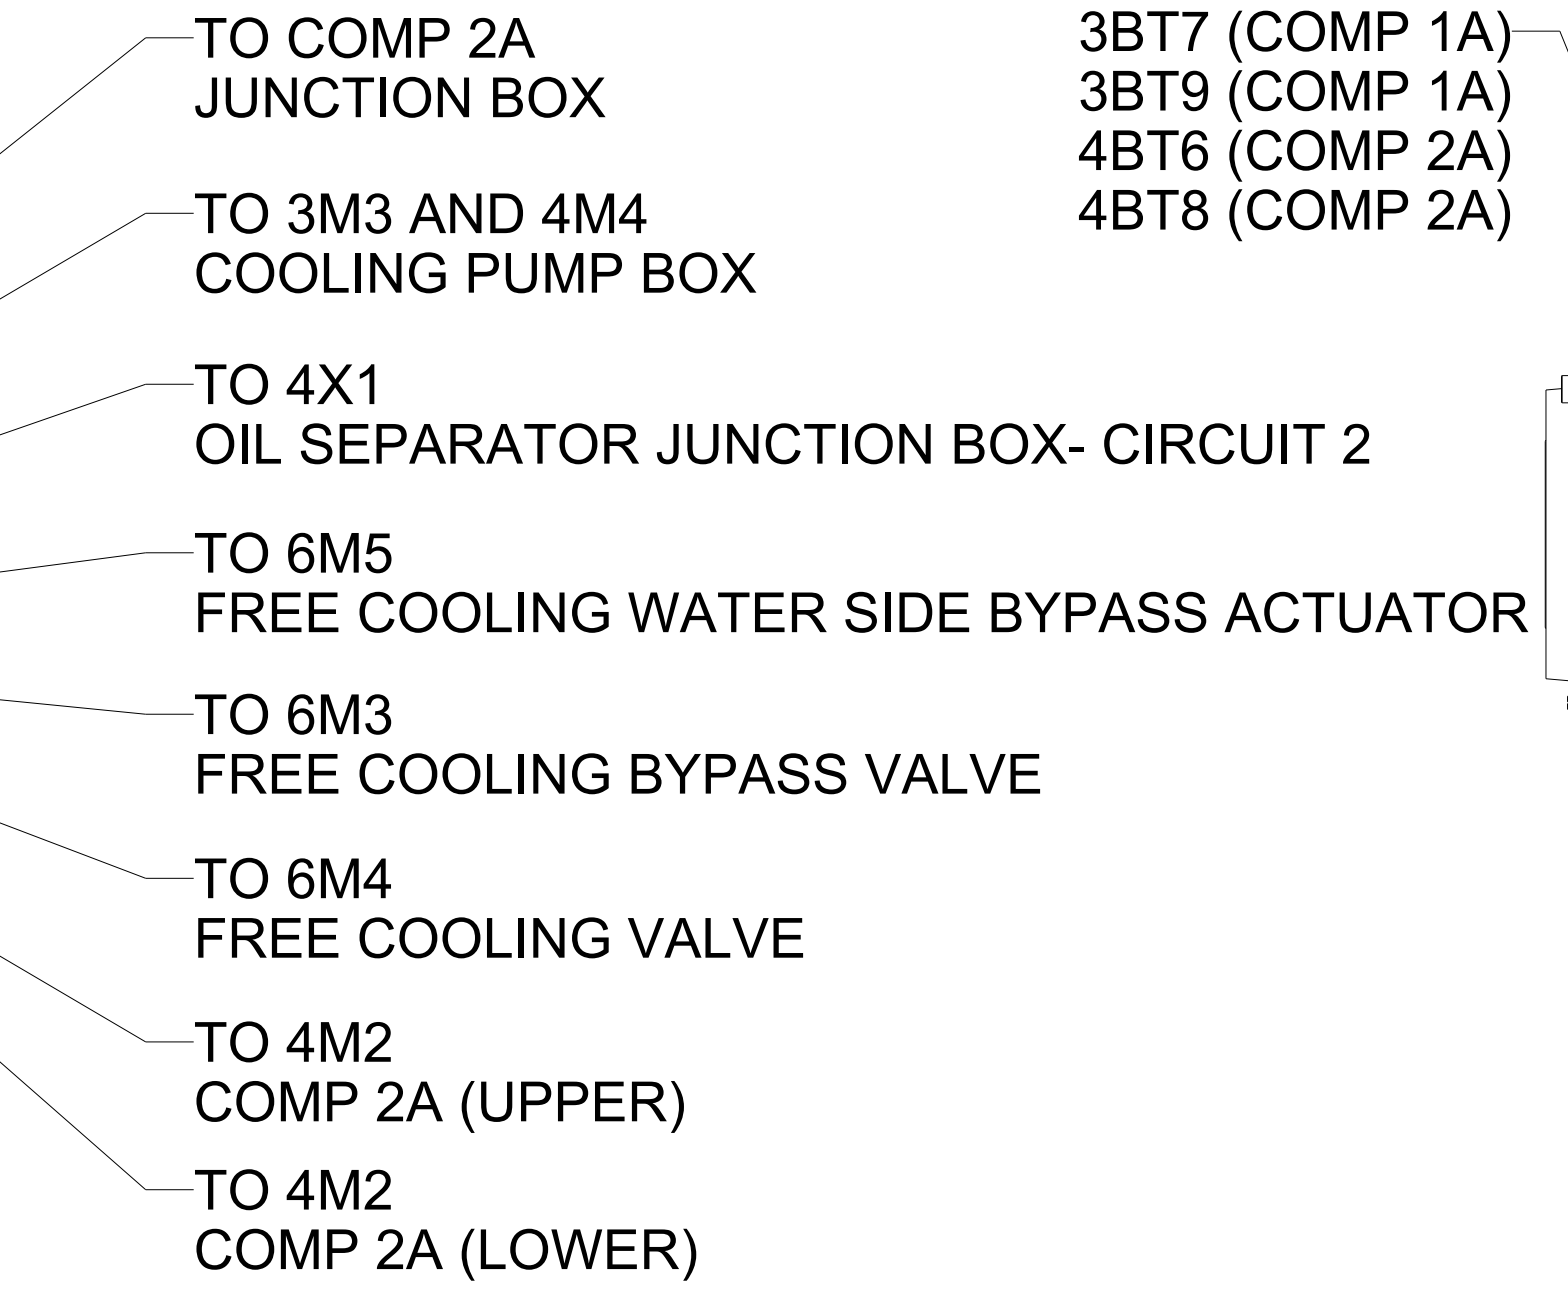 TO COMP 2A
JUNCTION BOX
TO 3M3 AND 4M4
COOLING PUMP BOX
TO 4X1
OIL SEPARATOR JUNCTION BOX- CIRCUIT 2
TO 6M5
FREE COOLING WATER SIDE BYPASS ACTUATOR
TO 6M3
FREE COOLING BYPASS VALVE
TO 6M4
FREE COOLING VALVE
TO 4M2
COMP 2A (UPPER)
TO 4M2
COMP 2A (LOWER)
3BT7 (COMP 1A)
3BT9 (COMP 1A)
4BT6 (COMP 2A)
4BT8 (COMP 2A)